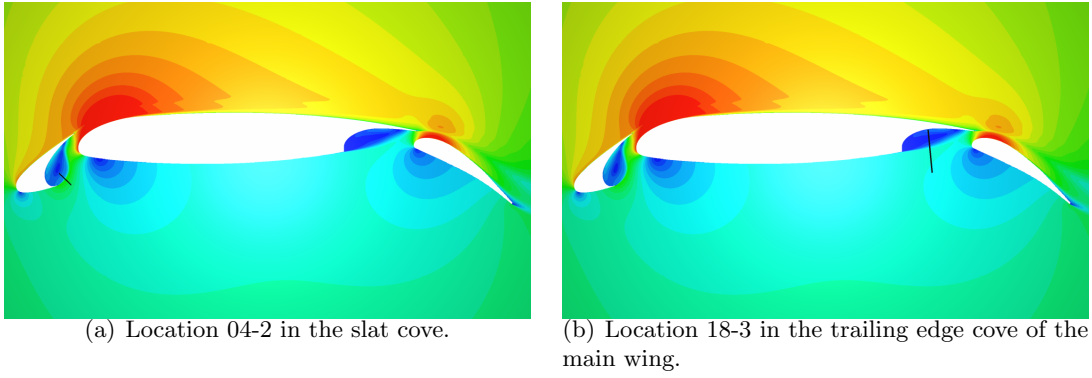 (a) Location 04-2 in the slat cove.
(b) Location 18-3 in the trailing edge cove of the
main wing.